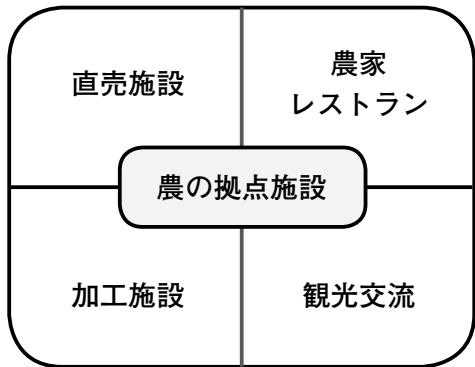 直売施設
農家
レストラン
農の拠点施設
加工施設
観光交流